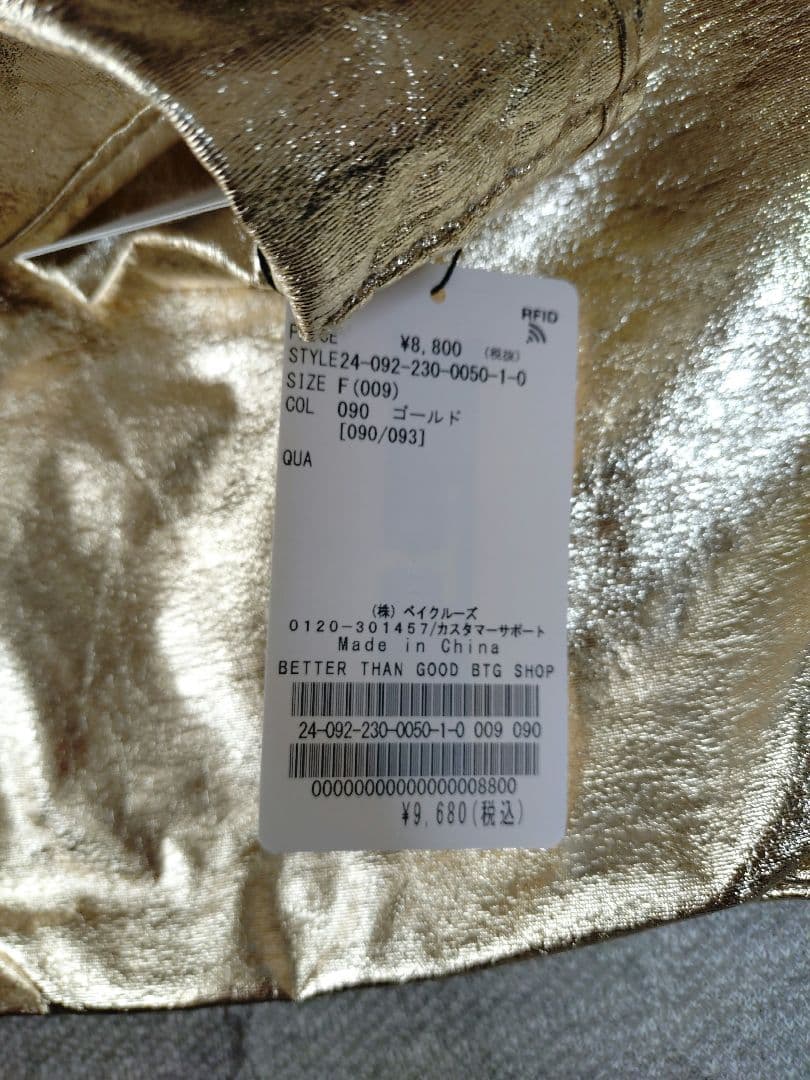 RFID
¥8,800 (税抜)
STYLE24-092-230-0050-1-0
SIZE F(009)
COL 090 ゴールド
[090/093]
QUA
(株) ベイクルーズ
0120-301457/カスタマーサポート
Made in China
BETTER THAN GOOD BTG SHOP
24-092-230-0050-1-0 009 090
00000000000000008800
¥9,680(税込)